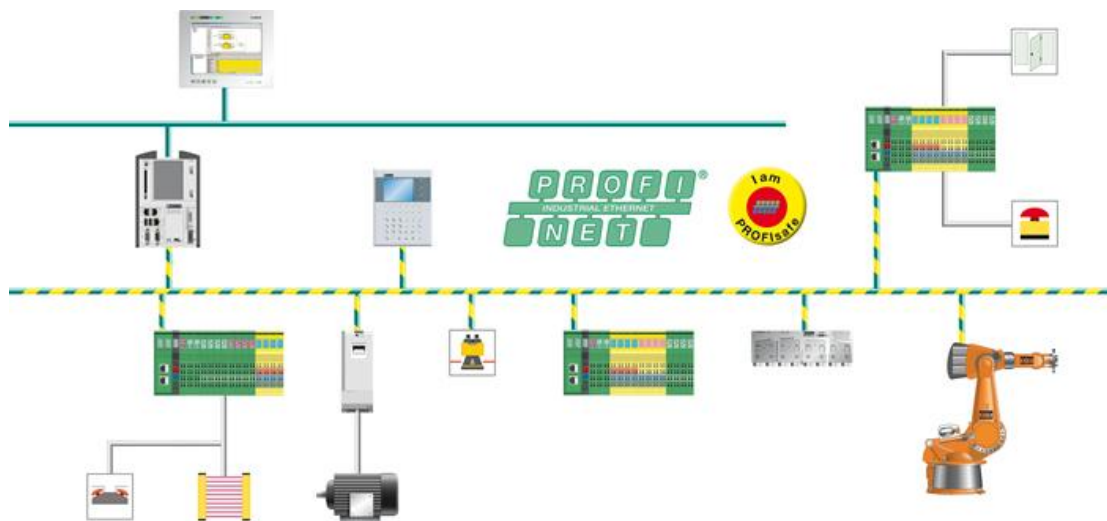 PROFI®
INDUSTRIAL ETHERNET
NET
I am
PROFIsafe